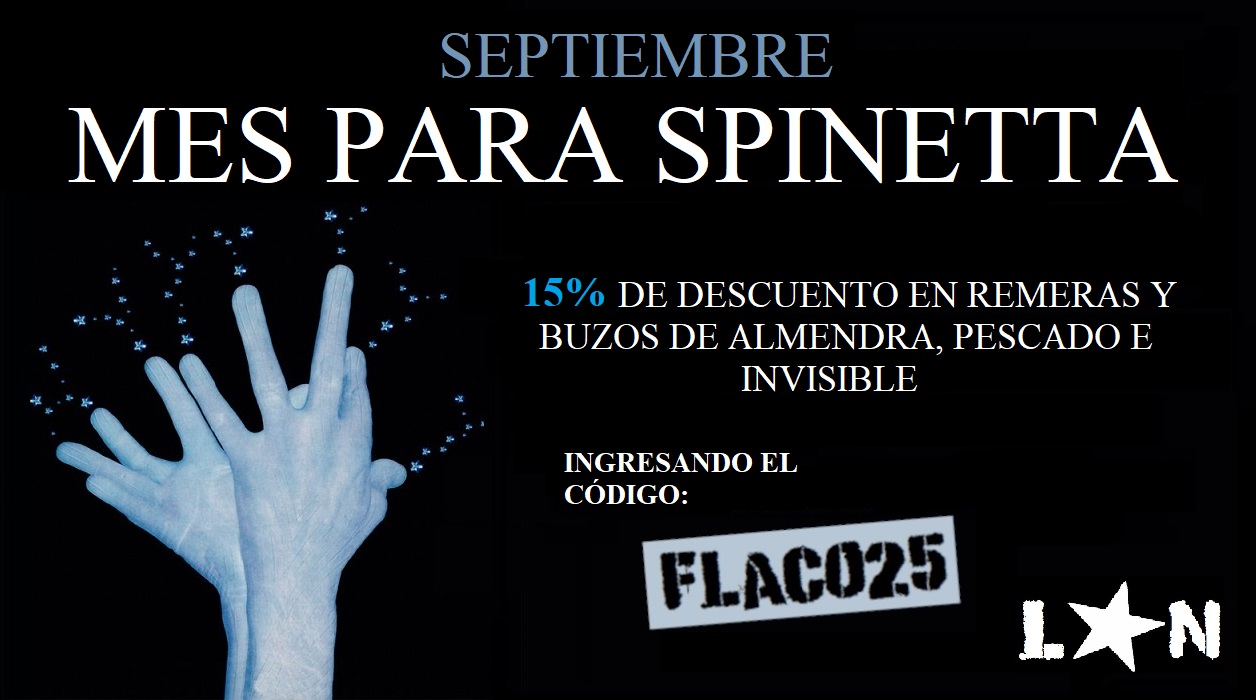 SEPTIEMBRE
MES PARA SPINETTA
15% DE DESCUENTO EN REMERAS Y
BUZOS DE ALMENDRA, PESCADO E
INVISIBLE
INGRESANDO EL
CÓDIGO:
FLACO25
L★N